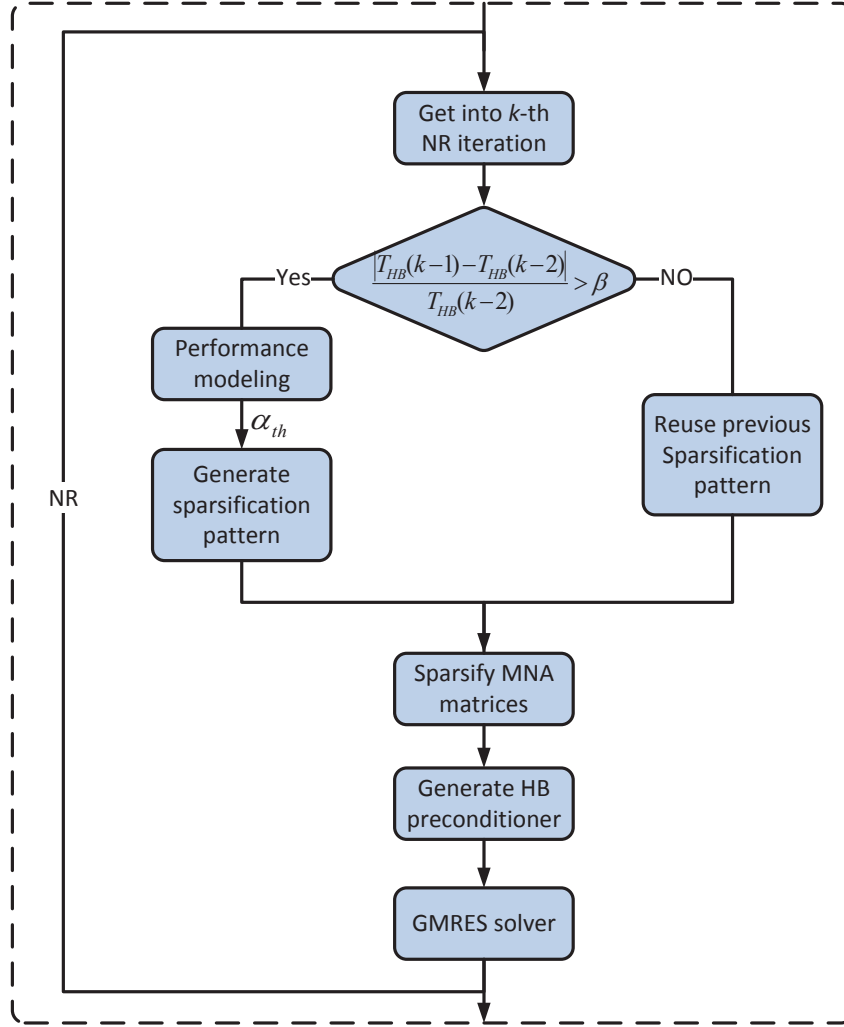 Get into k-th
NR iteration
|T_HB(k−1)−T_HB(k−2)|
T_HB(k−2)
> β
Yes
NO
Performance
modeling
α_th
Generate
sparsification
pattern
Reuse previous
Sparsification
pattern
NR
Sparsify MNA
matrices
Generate HB
preconditioner
GMRES solver